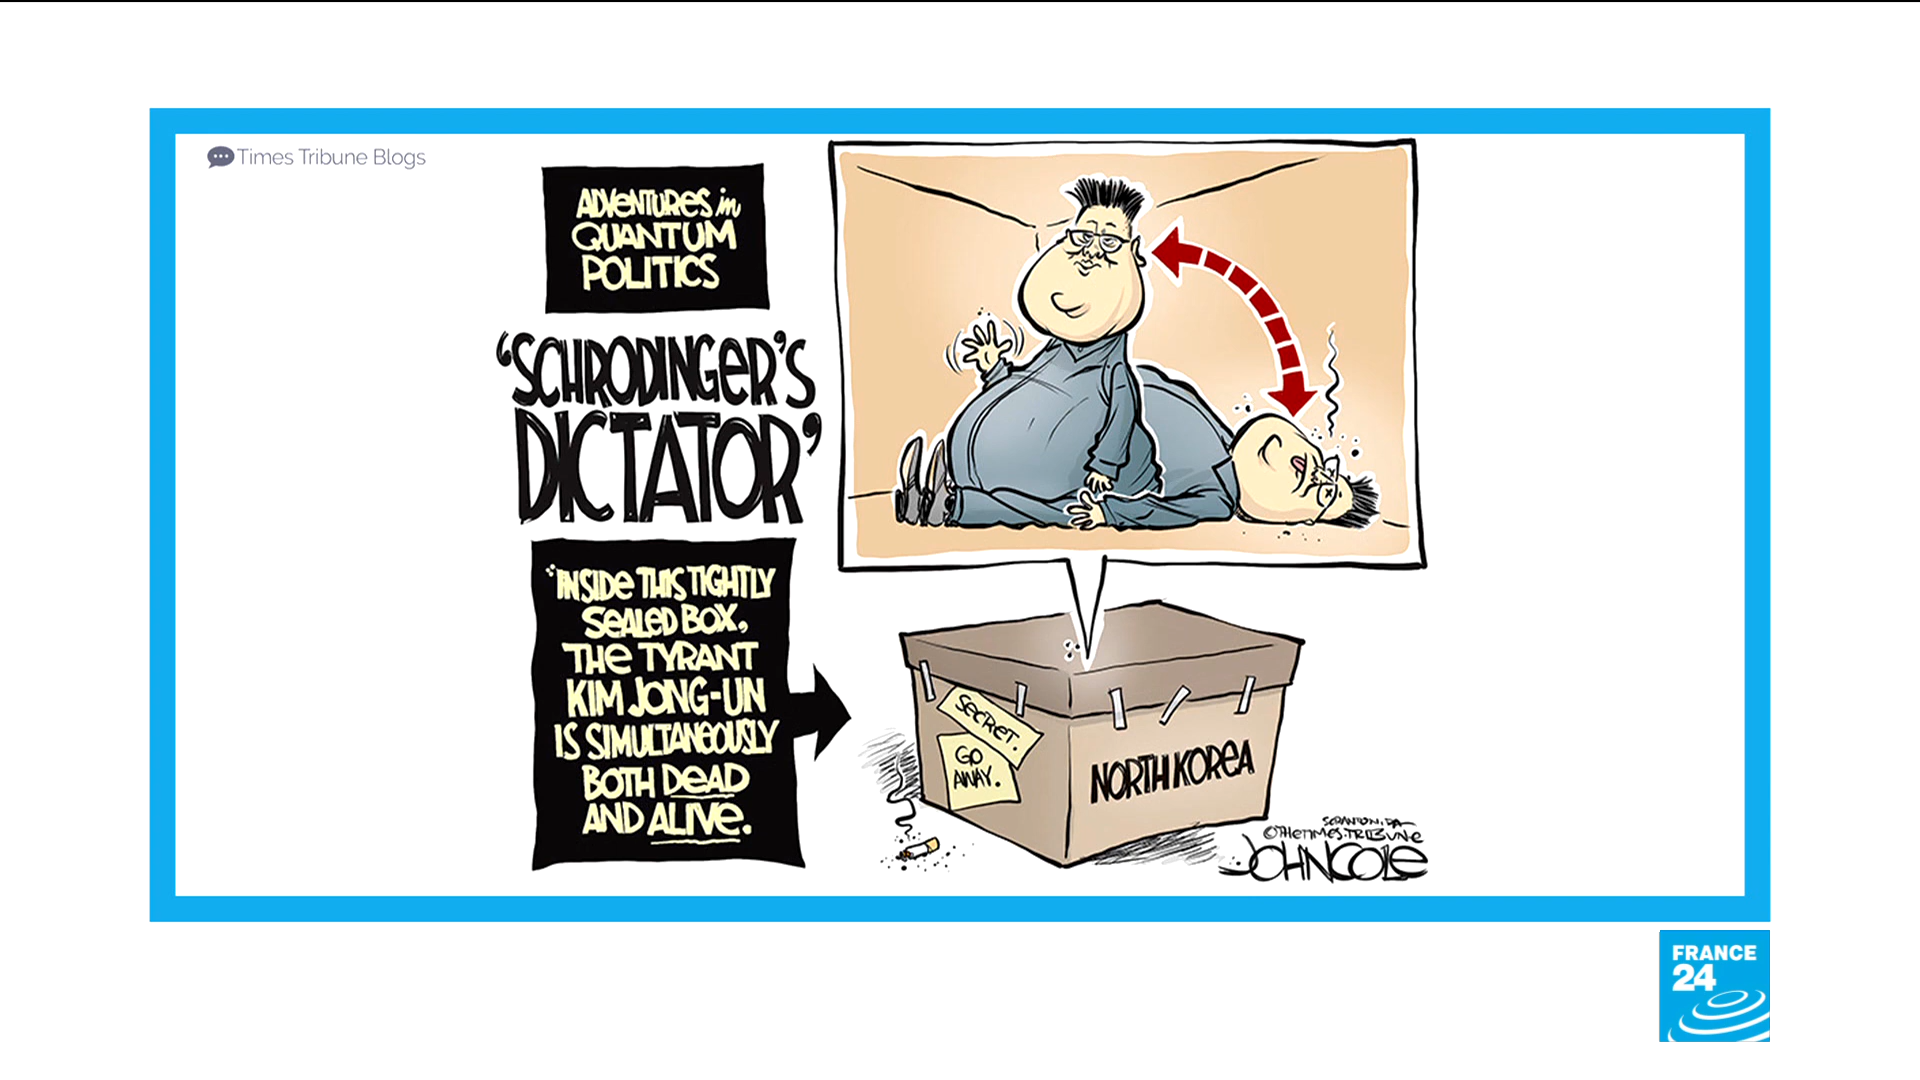 Times Tribune Blogs
ADVENTURES in
QUANTUM
POLITICS
'SCHRODINGER'S
DICTATOR'
INSIDE THIS TIGHTLY
SEALED BOX,
THE TYRANT
KIM JONG-UN
IS SIMULTANEOUSLY
BOTH DEAD
AND ALIVE.
SECRET.
GO
AWAY.
NORTH KOREA
SCRANTON, PA
© THE TIMES-TRIBUNE
JOHN COLE
FRANCE
24